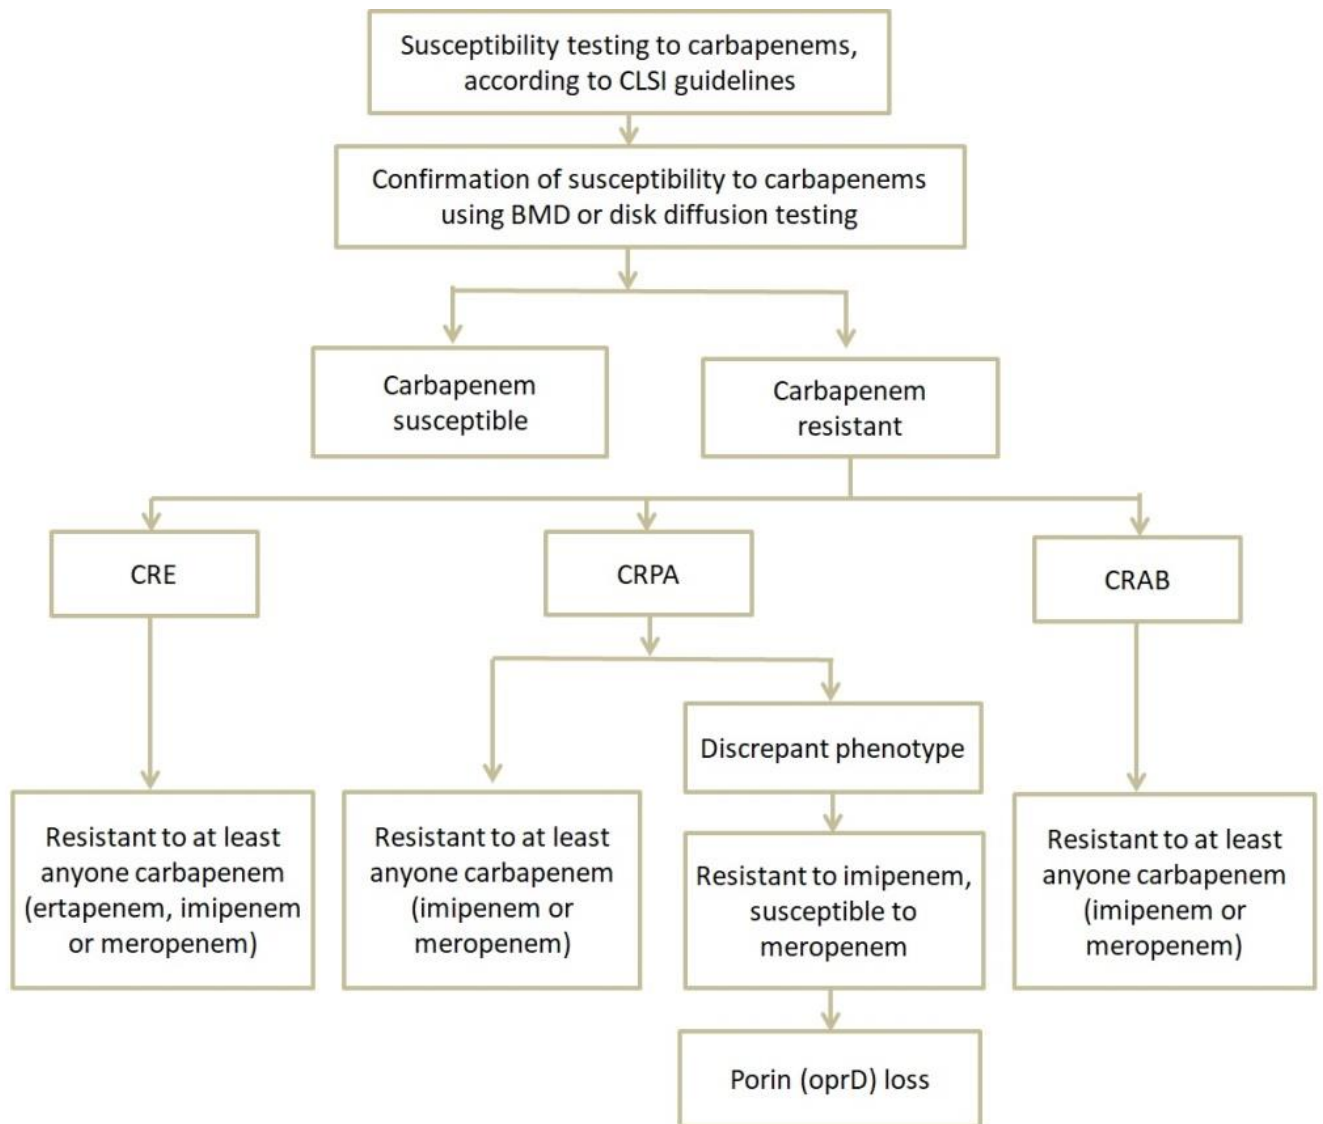 Susceptibility testing to carbapenems,
according to CLSI guidelines
Confirmation of susceptibility to carbapenems
using BMD or disk diffusion testing
Carbapenem
susceptible
Carbapenem
resistant
CRE
CRPA
CRAB
Discrepant phenotype
Resistant to at least
anyone carbapenem
(ertapenem, imipenem
or meropenem)
Resistant to at least
anyone carbapenem
(imipenem or
meropenem)
Resistant to imipenem,
susceptible to
meropenem
Resistant to at least
anyone carbapenem
(imipenem or
meropenem)
Porin (oprD) loss